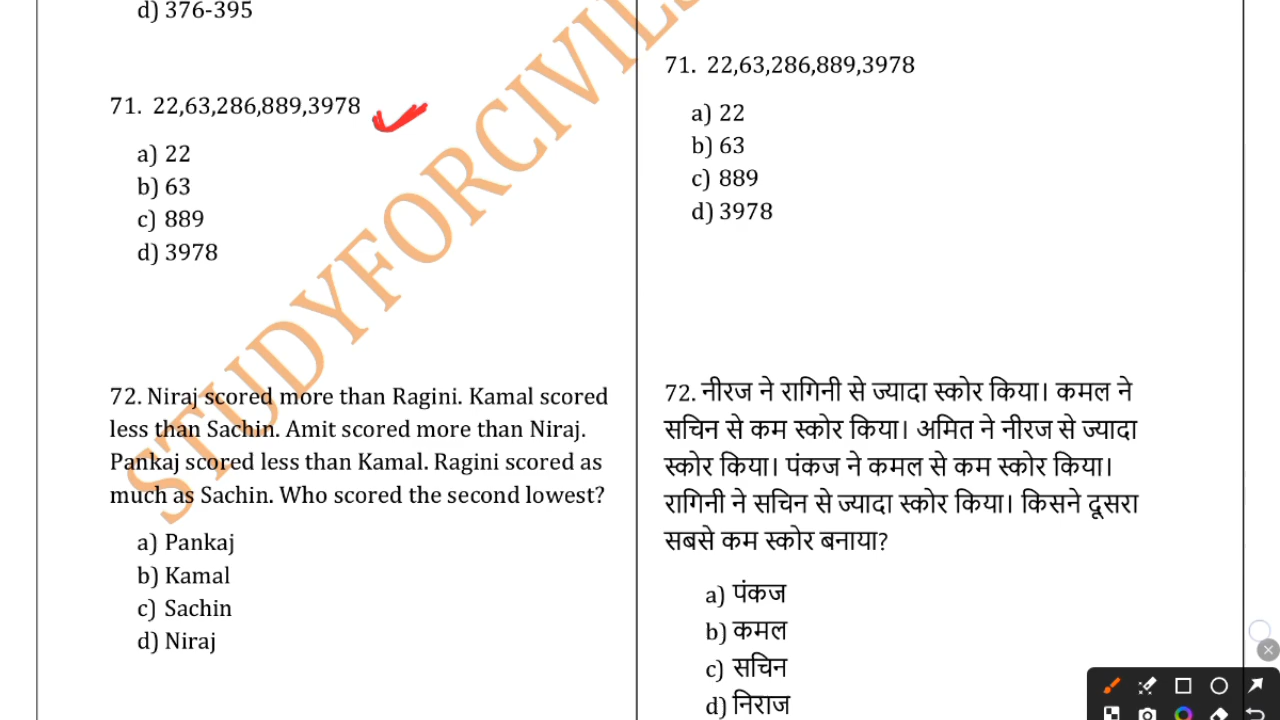 d) 376-395
71. 22,63,286,889,3978
a) 22
b) 63
c) 889
d) 3978
72. Niraj scored more than Ragini. Kamal scored
less than Sachin. Amit scored more than Niraj.
Pankaj scored less than Kamal. Ragini scored as
much as Sachin. Who scored the second lowest?
a) Pankaj
b) Kamal
c) Sachin
d) Niraj
71. 22,63,286,889,3978
a) 22
b) 63
c) 889
d) 3978
72. नीरज ने रागिनी से ज्यादा स्कोर किया। कमल ने
सचिन से कम स्कोर किया। अमित ने नीरज से ज्यादा
स्कोर किया। पंकज ने कमल से कम स्कोर किया।
रागिनी ने सचिन से ज्यादा स्कोर किया। किसने दूसरा
सबसे कम स्कोर बनाया?
a) पंकज
b) कमल
c) सचिन
d) निराज
STUDYFORCIVILS